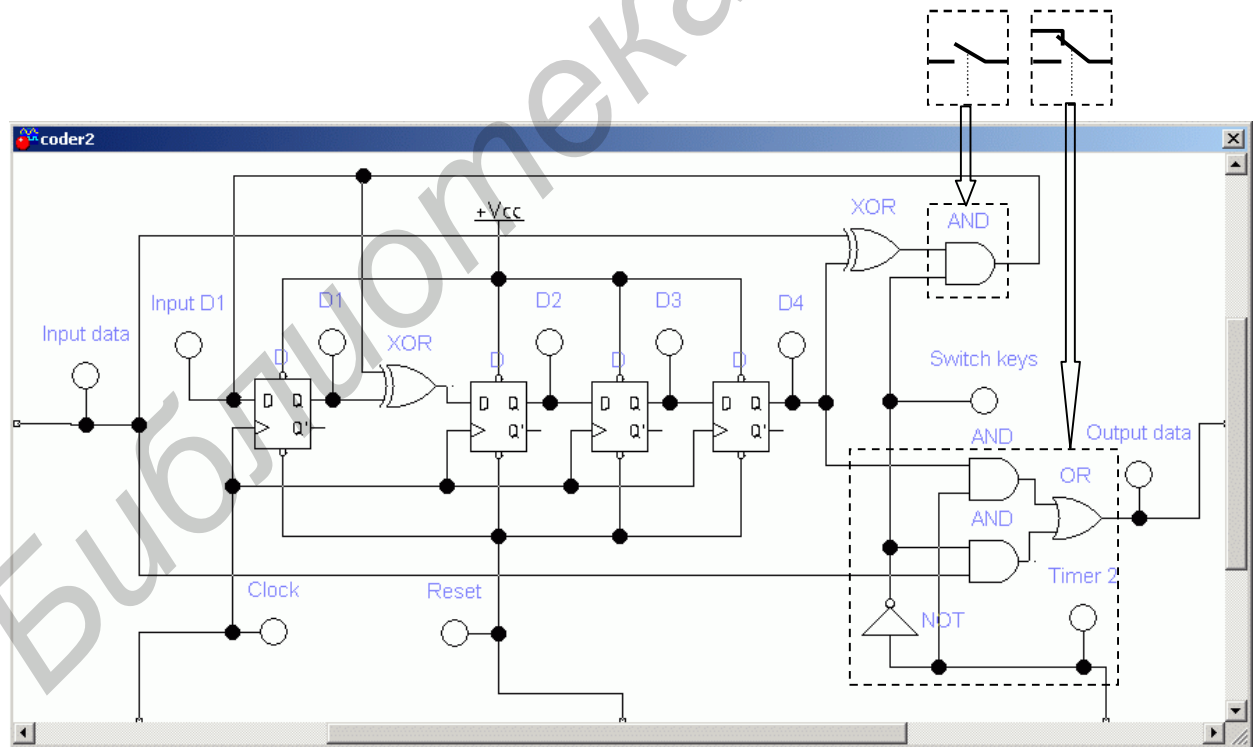 coder2
+Vcc
XOR
AND
Input D1
D1
D2
D3
D4
Input data
XOR
D
D
D
D
Switch keys
D Q
Q'
D Q
Q'
D Q
Q'
D Q
Q'
AND
Output data
OR
AND
Clock
Reset
Timer 2
NOT
Библиотека